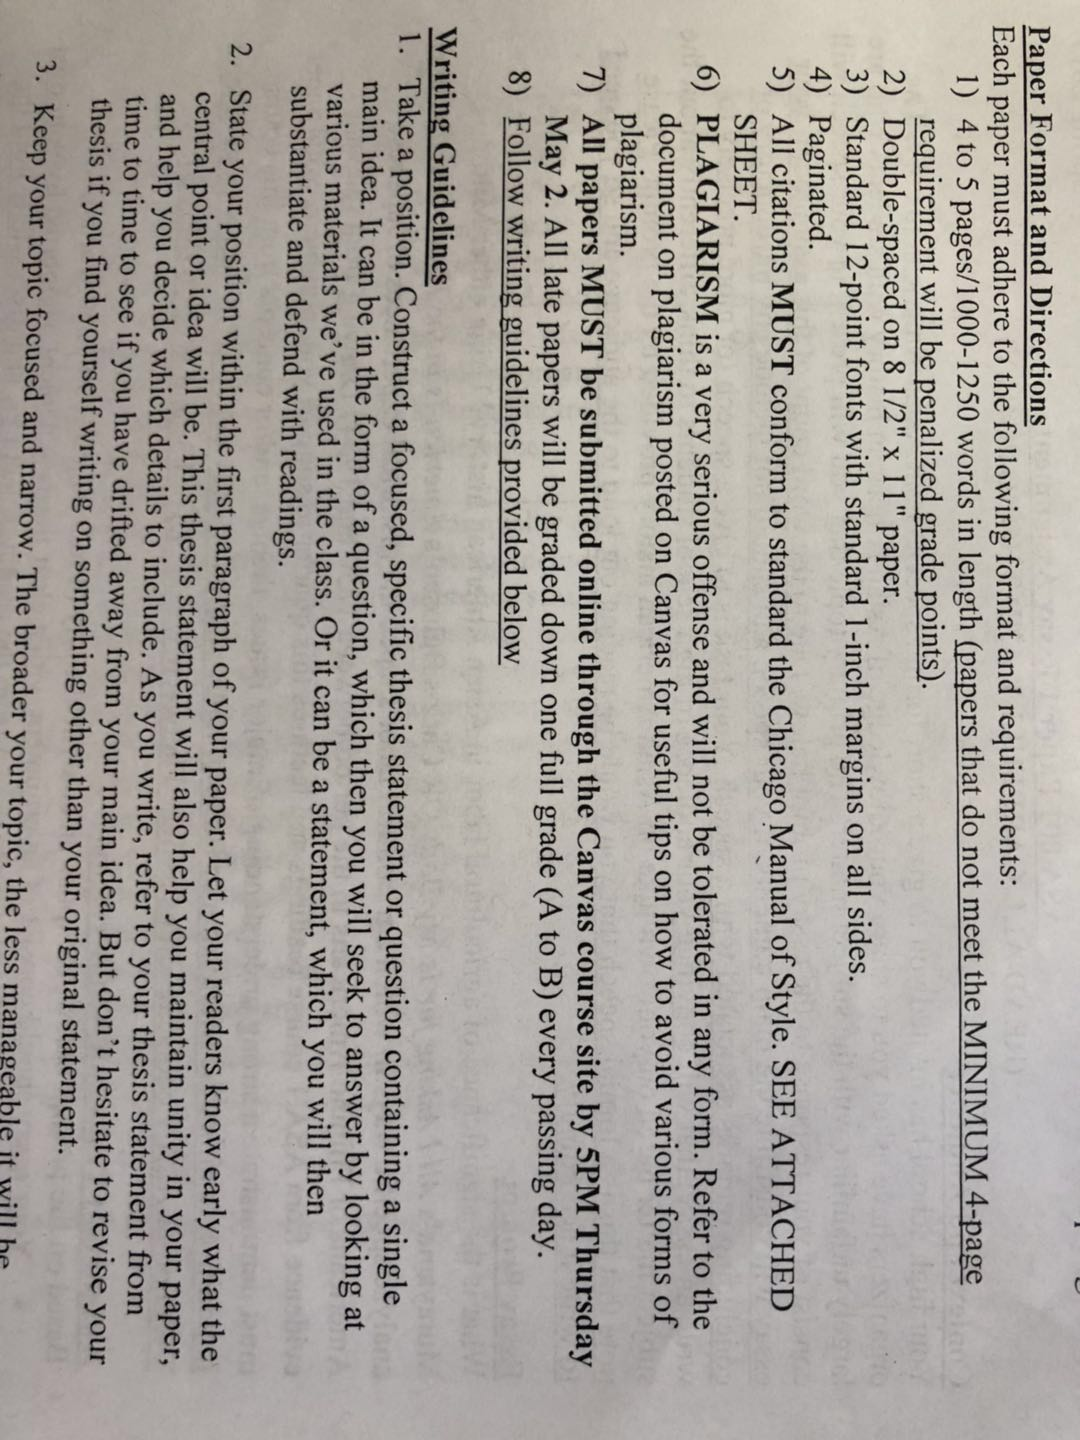 Paper Format and Directions
Each paper must adhere to the following format and requirements:
1) 4 to 5 pages/1000-1250 words in length (papers that do not meet the MINIMUM 4-page
requirement will be penalized grade points).
2) Double-spaced on 8 1/2" x 11" paper.
3) Standard 12-point fonts with standard 1-inch margins on all sides.
4) Paginated.
5) All citations MUST conform to standard the Chicago Manual of Style. SEE ATTACHED
SHEET.
6) PLAGIARISM is a very serious offense and will not be tolerated in any form. Refer to the
document on plagiarism posted on Canvas for useful tips on how to avoid various forms of
plagiarism.
7) All papers MUST be submitted online through the Canvas course site by 5PM Thursday
May 2. All late papers will be graded down one full grade (A to B) every passing day.
8) Follow writing guidelines provided below
Writing Guidelines
1. Take a position. Construct a focused, specific thesis statement or question containing a single
main idea. It can be in the form of a question, which then you will seek to answer by looking at
various materials we've used in the class. Or it can be a statement, which you will then
substantiate and defend with readings.
2. State your position within the first paragraph of your paper. Let your readers know early what the
central point or idea will be. This thesis statement will also help you maintain unity in your paper,
and help you decide which details to include. As you write, refer to your thesis statement from
time to time to see if you have drifted away from your main idea. But don't hesitate to revise your
thesis if you find yourself writing on something other than your original statement.
3. Keep your topic focused and narrow. The broader your topic, the less manageable it will be